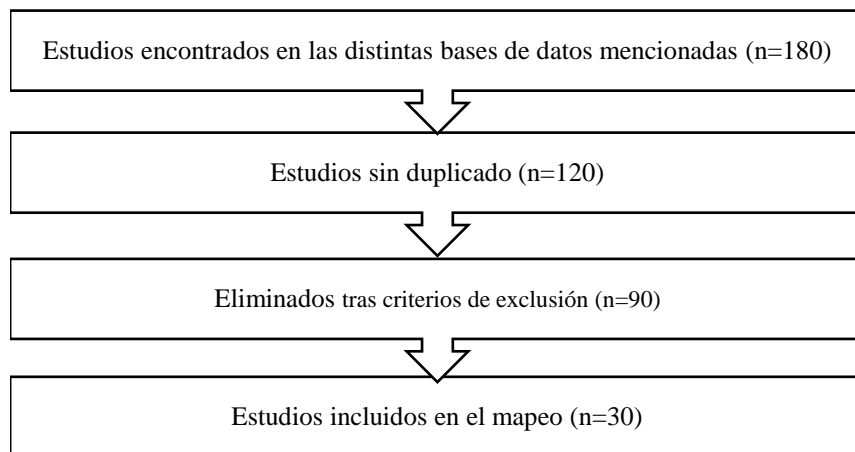 Estudios encontrados en las distintas bases de datos mencionadas (n=180)
Estudios sin duplicado (n=120)
Eliminados tras criterios de exclusión (n=90)
Estudios incluidos en el mapeo (n=30)